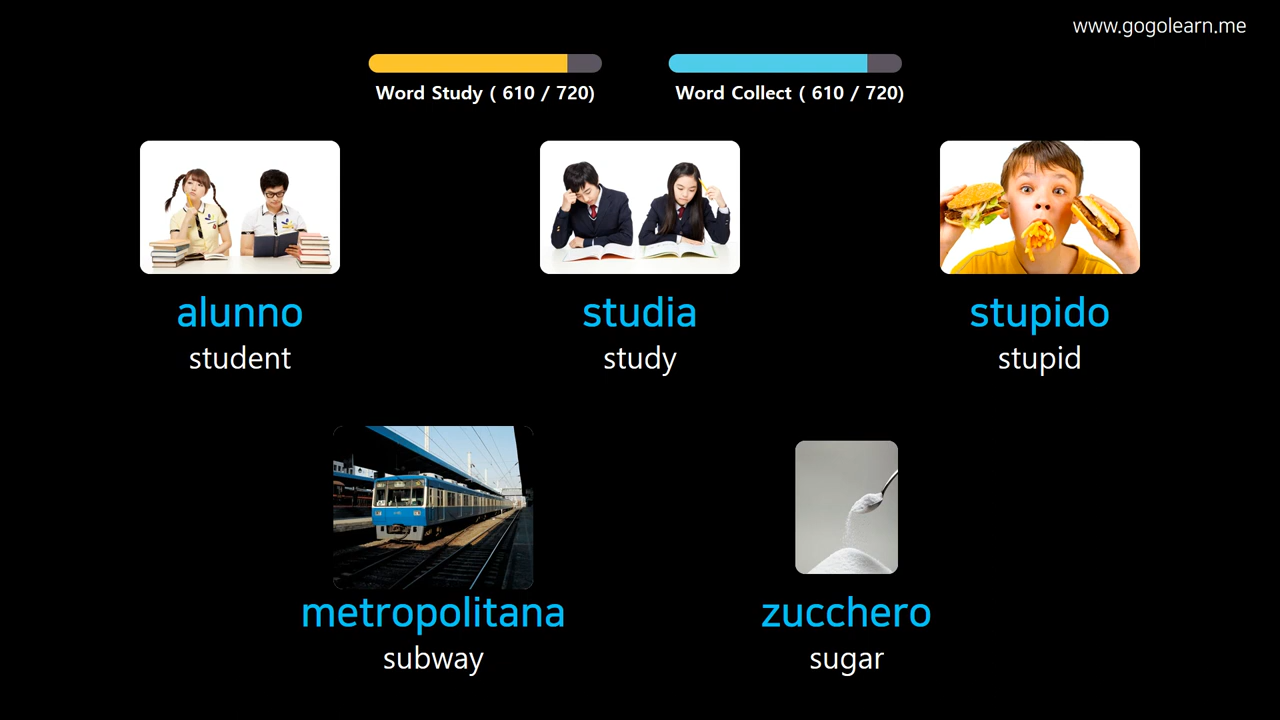 www.gogolearn.me
Word Study ( 610 / 720)
Word Collect ( 610 / 720)
alunno
student
studia
study
stupido
stupid
metropolitana
subway
zucchero
sugar